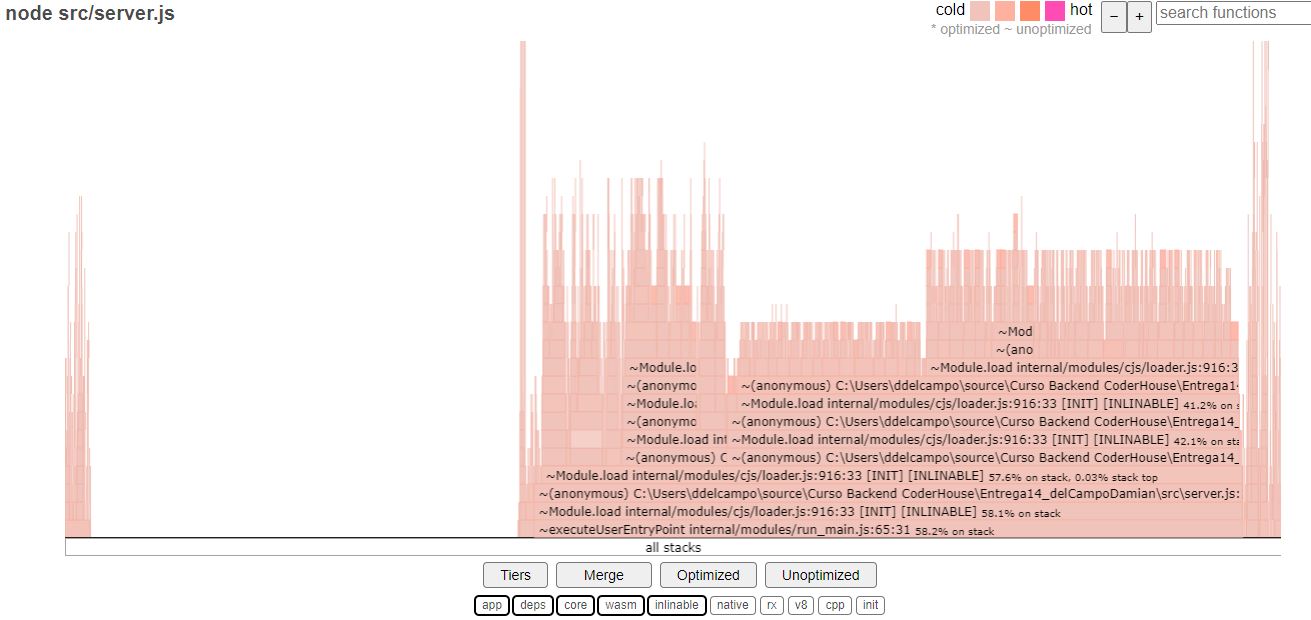 node src/server.js
cold hot − + search functions
* optimized ~ unoptimized
~Mod
~(ano
~Module.lo ~Module.load internal/modules/cjs/loader.js:916:3
~(anonymo ~(anonymous) C:\Users\ddelcampo\source\Curso Backend CoderHouse\Entrega1
~Module.lo ~Module.load internal/modules/cjs/loader.js:916:33 [INIT] [INLINABLE] 41.2% on s
~(anonymo ~(anonymous) C:\Users\ddelcampo\source\Curso Backend CoderHouse\Entrega14_
~Module.load int ~Module.load internal/modules/cjs/loader.js:916:33 [INIT] [INLINABLE] 42.1% on sta
~(anonymous) C ~(anonymous) C:\Users\ddelcampo\source\Curso Backend CoderHouse\Entrega14_
~Module.load internal/modules/cjs/loader.js:916:33 [INIT] [INLINABLE] 57.6% on stack, 0.03% stack top
~(anonymous) C:\Users\ddelcampo\source\Curso Backend CoderHouse\Entrega14_delCampoDamian\src\server.js:
~Module.load internal/modules/cjs/loader.js:916:33 [INIT] [INLINABLE] 58.1% on stack
~executeUserEntryPoint internal/modules/run_main.js:65:31 58.2% on stack
all stacks
Tiers Merge Optimized Unoptimized
app deps core wasm inlinable native rx v8 cpp init